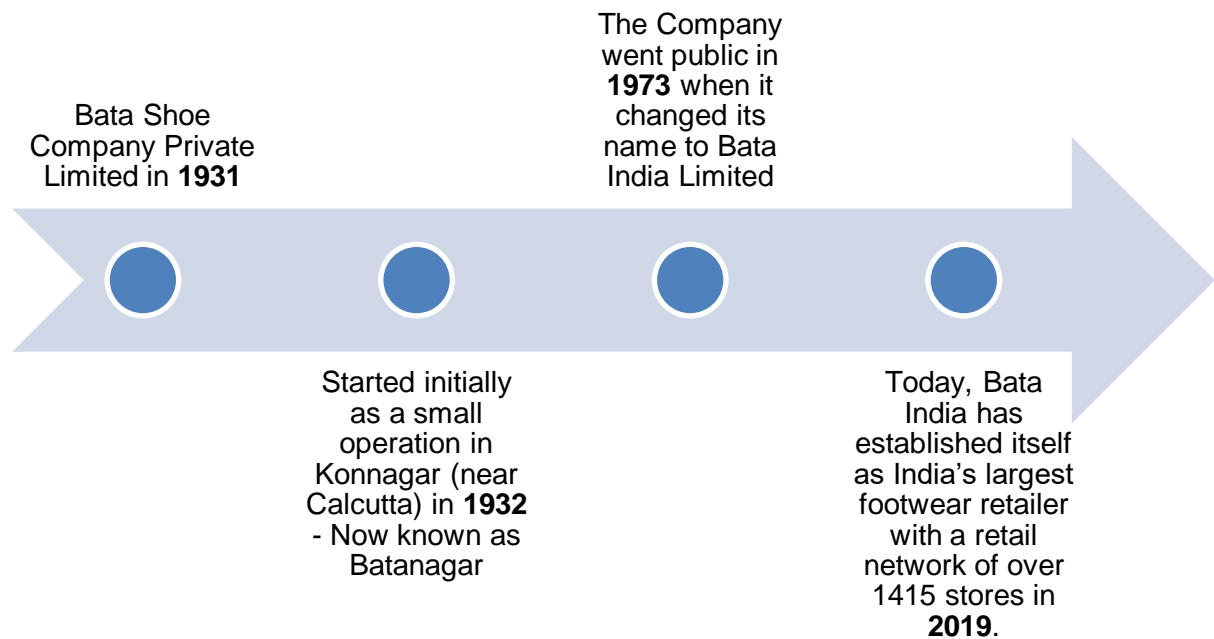 Bata Shoe
Company Private
Limited in 1931
Started initially
as a small
operation in
Konnagar (near
Calcutta) in 1932
- Now known as
Batanagar
The Company
went public in
1973 when it
changed its
name to Bata
India Limited
Today, Bata
India has
established itself
as India’s largest
footwear retailer
with a retail
network of over
1415 stores in
2019.